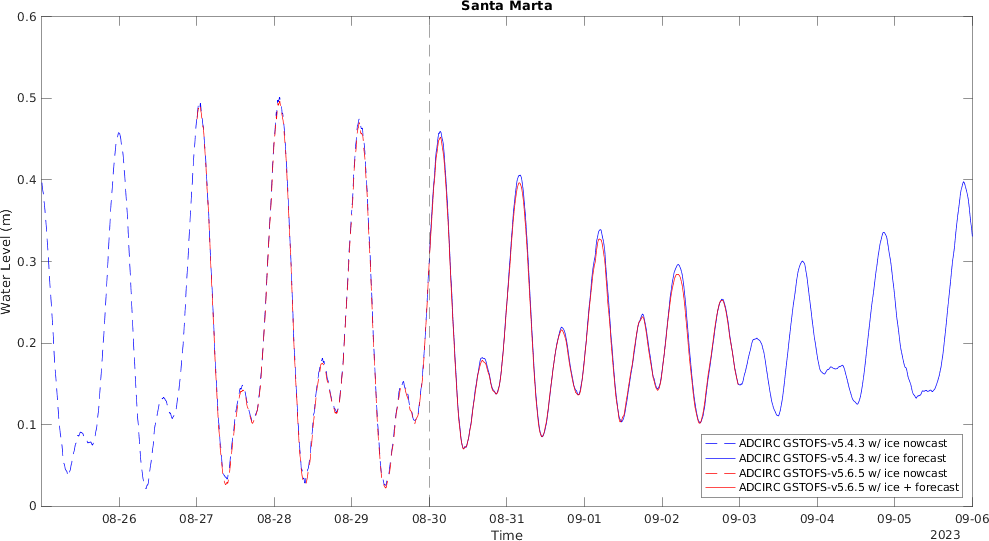 Santa Marta
0.6
0.5
0.4
0.3
0.2
0.1
0
Water Level (m)
08-26 08-27 08-28 08-29 08-30 08-31 09-01 09-02 09-03 09-04 09-05 09-06
Time
2023
ADCIRC GSTOFS-v5.4.3 w/ ice nowcast
ADCIRC GSTOFS-v5.4.3 w/ ice forecast
ADCIRC GSTOFS-v5.6.5 w/ ice nowcast
ADCIRC GSTOFS-v5.6.5 w/ ice + forecast